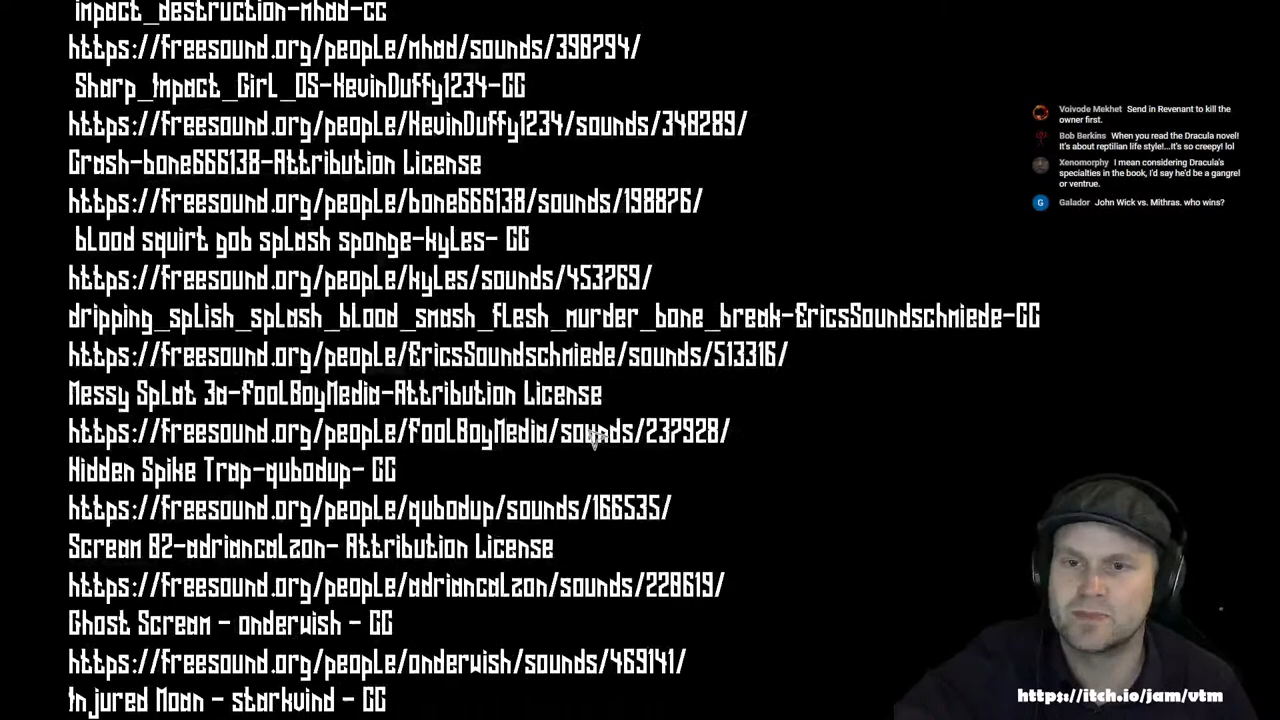 impact_destruction-mhad-cc
https://freesound.org/people/mhad/sounds/398794/
Sharp_Impact_Girl_OS-KevinDuffy1234-CC
https://freesound.org/people/KevinDuffy1234/sounds/348289/
Crash-bone666138-Attribution License
https://freesound.org/people/bone666138/sounds/198876/
blood squirt gob splash sponge-kyles- CC
https://freesound.org/people/kyles/sounds/453769/
dripping_splish_splash_blood_smash_flesh_murder_bone_break-EricsSoundschmiede-CC
https://freesound.org/people/EricsSoundschmiede/sounds/513316/
Messy Splat 3a-FoolBoyMedia-Attribution License
https://freesound.org/people/FoolBoyMedia/sounds/237928/
Hidden Spike Trap-qubodup- CC
https://freesound.org/people/qubodup/sounds/166535/
Scream 02-adriancalzon- Attribution License
https://freesound.org/people/adriancalzon/sounds/228619/
Ghost Scream - onderwish - CC
https://freesound.org/people/onderwish/sounds/469141/
Injured Moan - starkvind - CC
Voivode Mekhet Send in Revenant to kill the
owner first.
Bob Berkins When you read the Dracula novel!
It's about reptilian life style!...It's so creepy! lol
Xenomorphy I mean considering Dracula's
specialties in the book, I'd say he'd be a gangrel
or ventrue.
G Galador John Wick vs. Mithras. who wins?
https://itch.io/jam/vtm